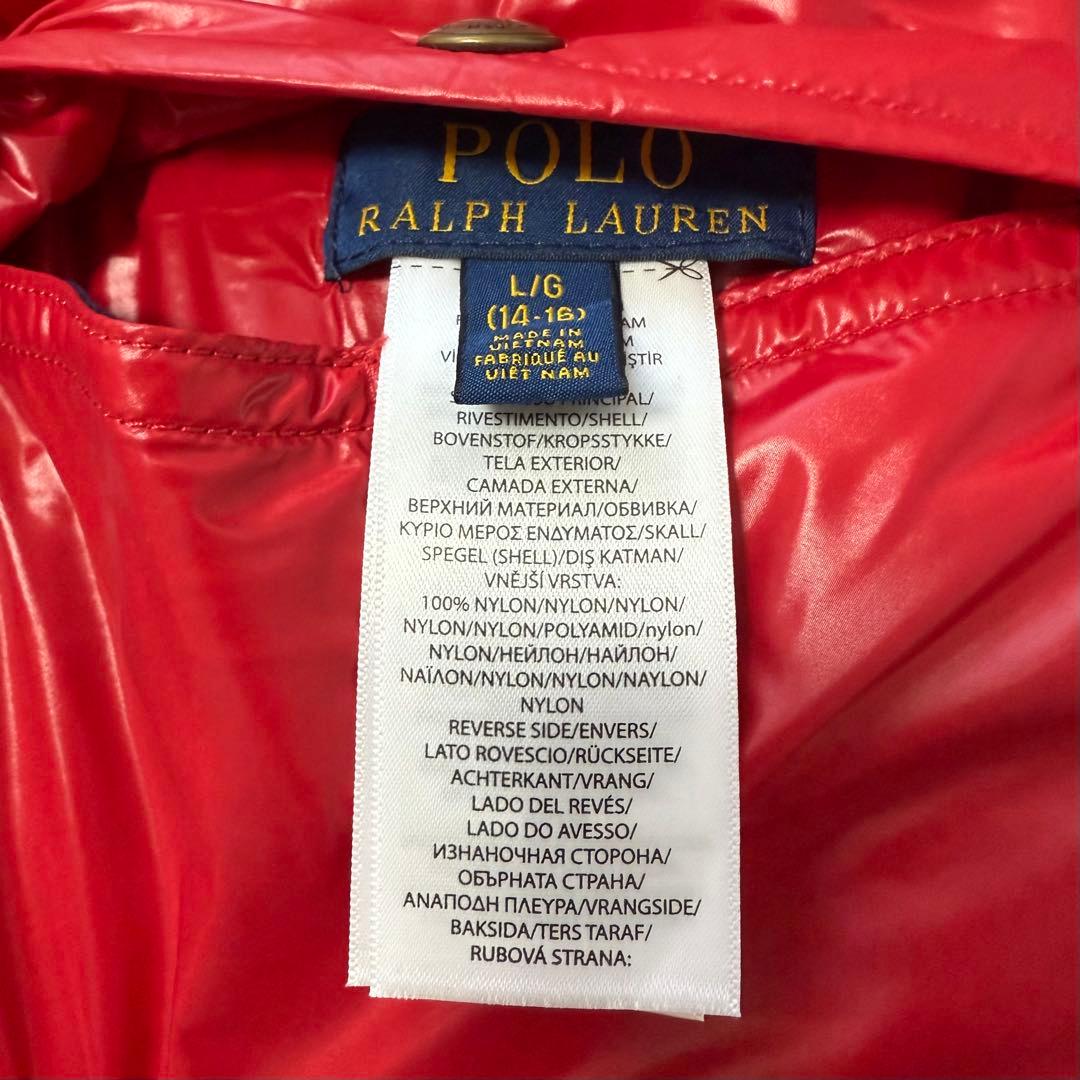 POLO
RALPH LAUREN
L/G
(14-16)
MADE IN
VIETNAM
FABRIQUÉ AU
VIÊT NAM
PRINCIPAL/
RIVESTIMENTO/SHELL/
BOVENSTOF/KROPSSTYKKE/
TELA EXTERIOR/
CAMADA EXTERNA/
ВЕРХНИЙ МАТЕРИАЛ/ОБВИВКА/
ΚΥΡΙΟ ΜΕΡΟΣ ΕΝΔΥΜΑΤΟΣ/SKALL/
SPEGEL (SHELL)/DIŞ KATMAN/
VNĚJŠÍ VRSTVA:
100% NYLON/NYLON/NYLON/
NYLON/NYLON/POLYAMID/nylon/
NYLON/НЕЙЛОН/НАЙЛОН/
ΝΑΪΛΟΝ/NYLON/NYLON/NAYLON/
NYLON
REVERSE SIDE/ENVERS/
LATO ROVESCIO/RÜCKSEITE/
ACHTERKANT/VRANG/
LADO DEL REVÉS/
LADO DO AVESSO/
ИЗНАНОЧНАЯ СТОРОНА/
ОБЪРНАТА СТРАНА/
ΑΝΑΠΟΔΗ ΠΛΕΥΡΑ/VRANGSIDE/
BAKSIDA/TERS TARAF/
RUBOVÁ STRANA: